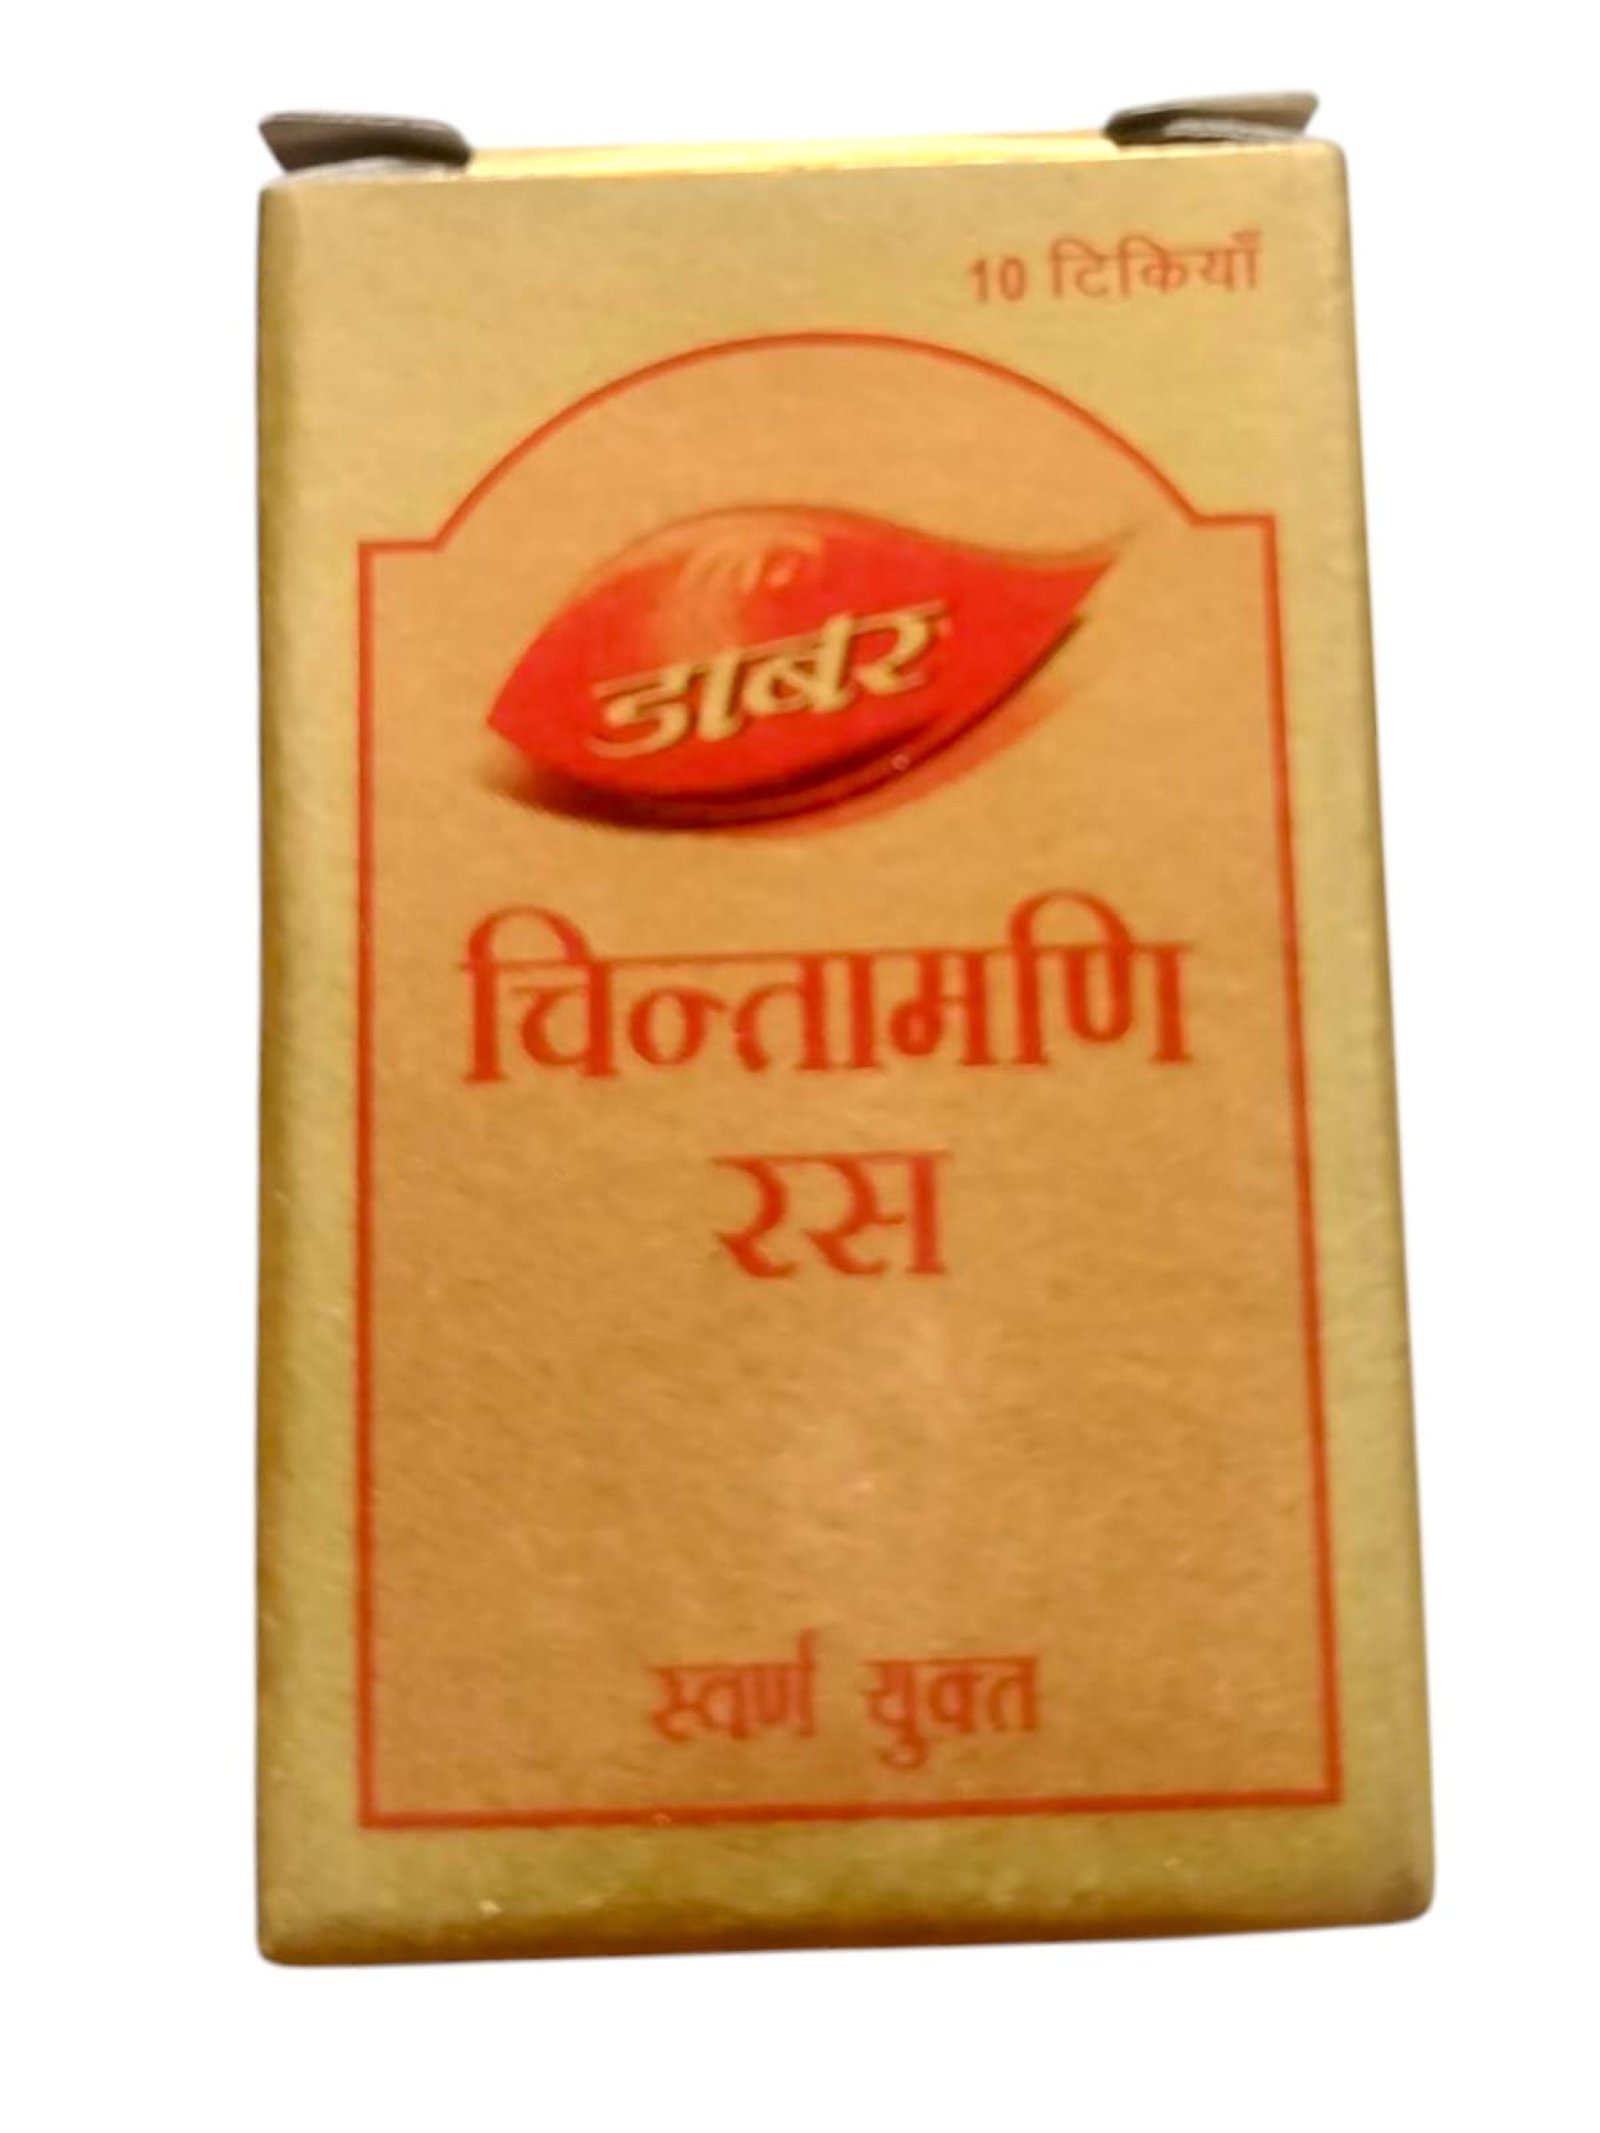 10 टिकियाँ
डाबर
चिन्तामणि
रस
स्वर्ण युक्त